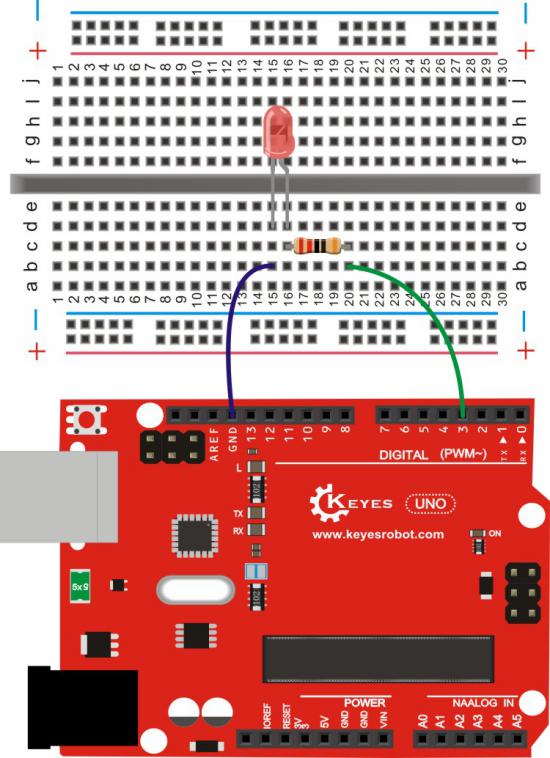 − −
+ +
1 2 3 4 5 6 7 8 9 10 11 12 13 14 15 16 17 18 19 20 21 22 23 24 25 26 27 28 29 30
j j
i i
h h
g g
f f
e e
d d
c c
b b
a a
1 2 3 4 5 6 7 8 9 10 11 12 13 14 15 16 17 18 19 20 21 22 23 24 25 26 27 28 29 30
− −
+ +
AREF GND 13 12 11 10 9 8 7 6 5 4 3 2 TX▶1 RX▶0
DIGITAL (PWM~)
L
102
KEYES UNO
TX
RX
www.keyesrobot.com
ON
5x5
102
POWER NAALOG IN
IOREF RESET 3V3 5V GND GND VIN A0 A1 A2 A3 A4 A5